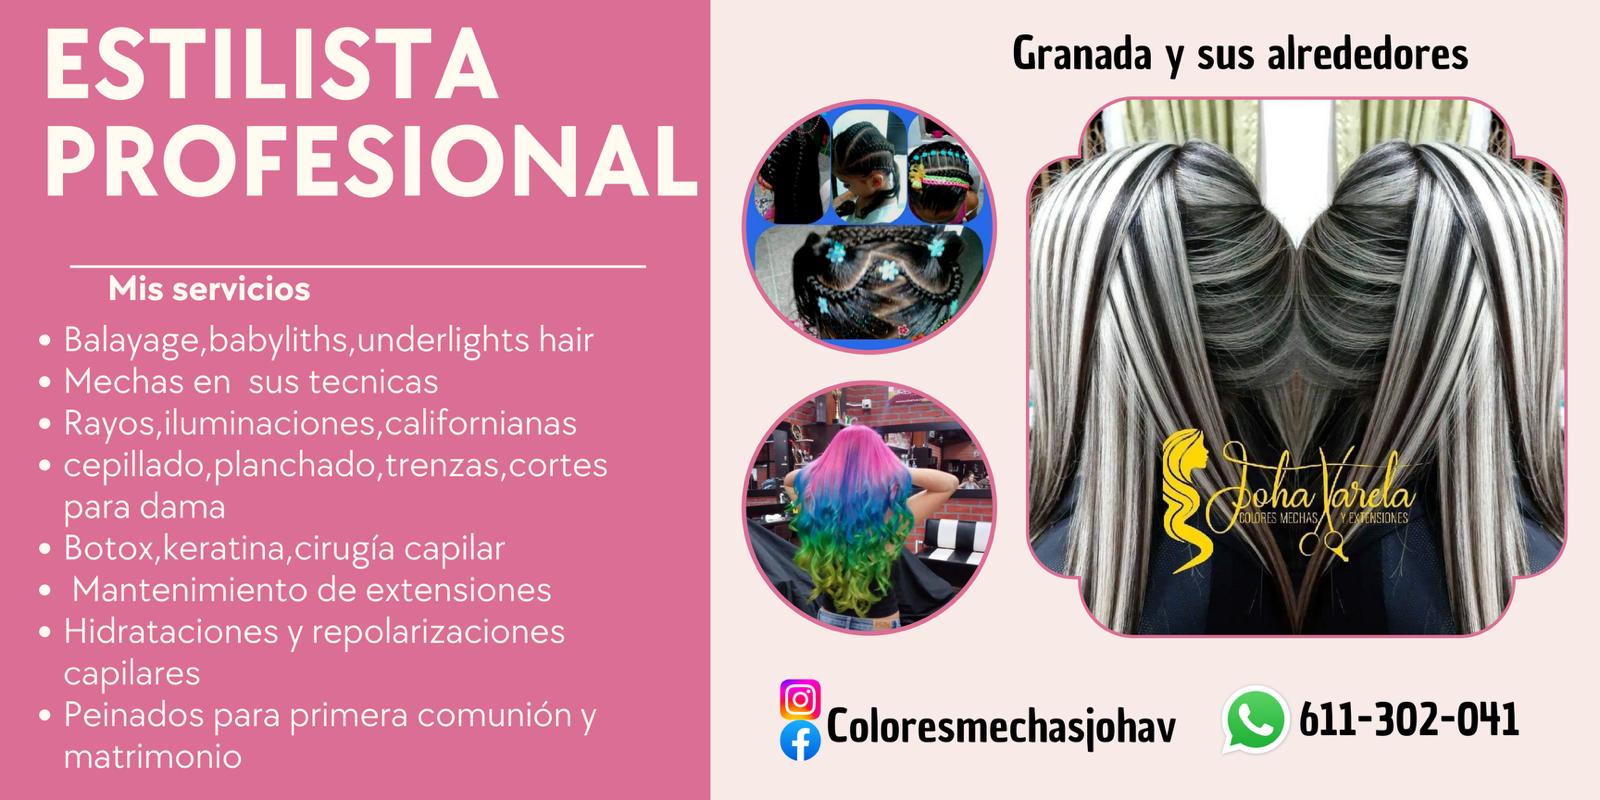 ESTILISTA
PROFESIONAL
Mis servicios
• Balayage,babyliths,underlights hair
• Mechas en  sus tecnicas
• Rayos,iluminaciones,californianas
• cepillado,planchado,trenzas,cortes
para dama
• Botox,keratina,cirugía capilar
• Mantenimiento de extensiones
• Hidrataciones y repolarizaciones
capilares
• Peinados para primera comunión y
matrimonio
Granada y sus alrededores
Joha Varela
COLORES MECHAS Y EXTENSIONES
Coloresmechasjohav
611-302-041